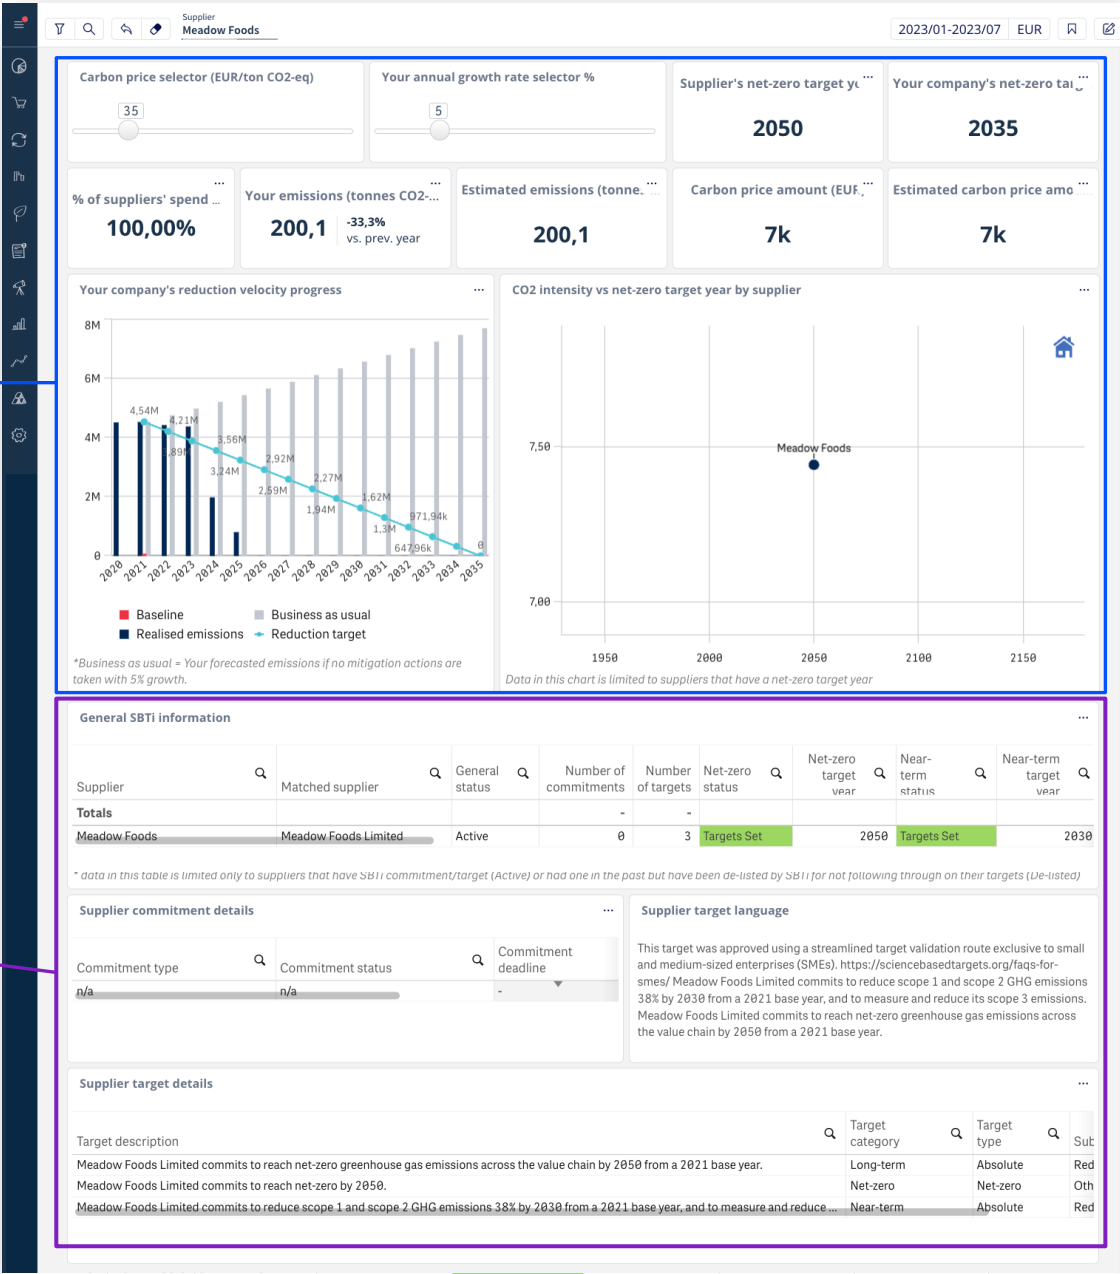 Supplier
Meadow Foods
2023/01-2023/07 EUR
Carbon price selector (EUR/ton CO2-eq)
35
Your annual growth rate selector %
5
Supplier's net-zero target ye ...
2050
Your company's net-zero tar ...
2035
% of suppliers' spend ...
100,00%
Your emissions (tonnes CO2-...
200,1
-33,3%
vs. prev. year
Estimated emissions (tonne. ...
200,1
Carbon price amount (EUR, ...
7k
Estimated carbon price amo ...
7k
Your company's reduction velocity progress
8M
6M
4M
2M
0
4,54M
4,21M
3,89M
3,56M
3,24M
2,92M
2,59M
2,27M
1,94M
1,62M
1,3M
971,94k
647,96k
0
2020 2021 2022 2023 2024 2025 2026 2027 2028 2029 2030 2031 2032 2033 2034 2035
Baseline
Business as usual
Realised emissions
Reduction target
*Business as usual = Your forecasted emissions if no mitigation actions are
taken with 5% growth.
CO2 intensity vs net-zero target year by supplier
7,50
7,00
Meadow Foods
1950 2000 2050 2100 2150
Data in this chart is limited to suppliers that have a net-zero target year
General SBTi information
Supplier
Matched supplier
General
status
Number of
commitments
Number
of targets
Net-zero
status
Net-zero
target
year
Near-
term
status
Near-term
target
year
Totals - -
Meadow Foods Meadow Foods Limited Active 0 3 Targets Set 2050 Targets Set 2030
* data in this table is limited only to suppliers that have SBTi commitment/target (Active) or had one in the past but have been de-listed by SBTi for not following through on their targets (De-listed)
Supplier commitment details
Commitment type
Commitment status
Commitment
deadline
n/a n/a -
Supplier target language
This target was approved using a streamlined target validation route exclusive to small
and medium-sized enterprises (SMEs). https://sciencebasedtargets.org/faqs-for-
smes/ Meadow Foods Limited commits to reduce scope 1 and scope 2 GHG emissions
38% by 2030 from a 2021 base year, and to measure and reduce its scope 3 emissions.
Meadow Foods Limited commits to reach net-zero greenhouse gas emissions across
the value chain by 2050 from a 2021 base year.
Supplier target details
Target description
Target
category
Target
type
Sub
Meadow Foods Limited commits to reach net-zero greenhouse gas emissions across the value chain by 2050 from a 2021 base year. Long-term Absolute Red
Meadow Foods Limited commits to reach net-zero by 2050. Net-zero Net-zero Oth
Meadow Foods Limited commits to reduce scope 1 and scope 2 GHG emissions 38% by 2030 from a 2021 base year, and to measure and reduce ... Near-term Absolute Red